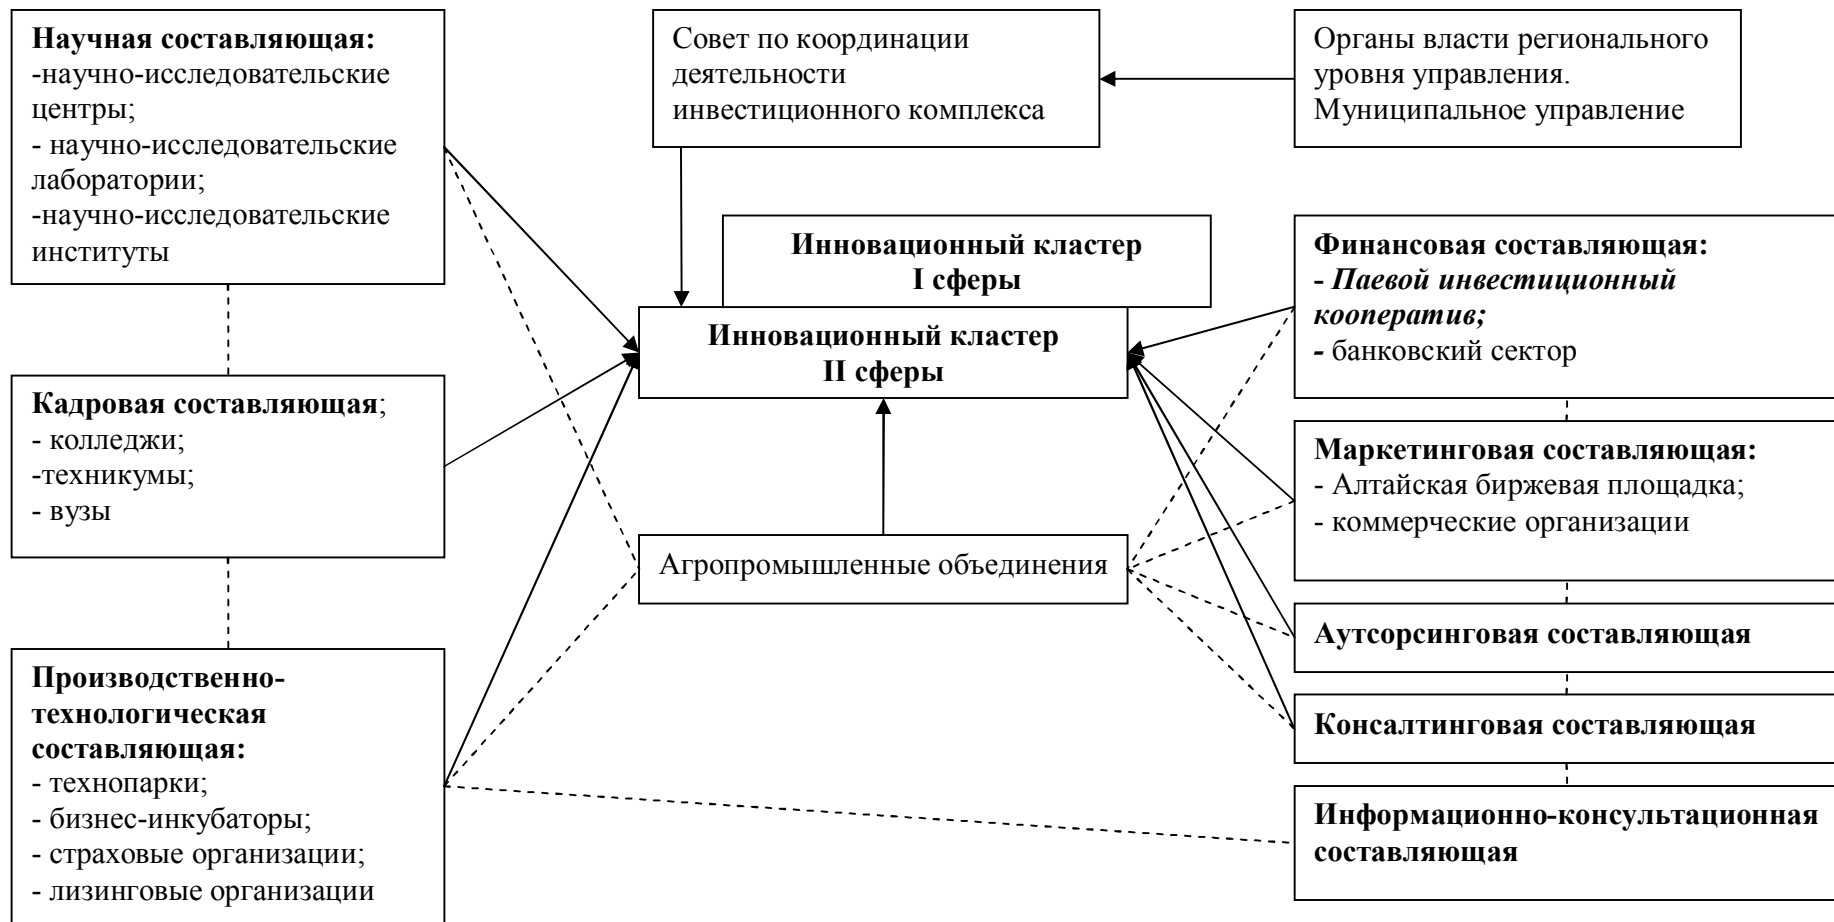 Научная составляющая:
-научно-исследовательские
центры;
- научно-исследовательские
лаборатории;
-научно-исследовательские
институты
Совет по координации
деятельности
инвестиционного комплекса
Органы власти регионального
уровня управления.
Муниципальное управление
Инновационный кластер
I сферы
Инновационный кластер
II сферы
Финансовая составляющая:
- Паевой инвестиционный
кооператив;
- банковский сектор
Кадровая составляющая;
- колледжи;
-техникумы;
- вузы
Маркетинговая составляющая:
- Алтайская биржевая площадка;
- коммерческие организации
Агропромышленные объединения
Аутсорсинговая составляющая
Производственно-
технологическая
составляющая:
- технопарки;
- бизнес-инкубаторы;
- страховые организации;
- лизинговые организации
Консалтинговая составляющая
Информационно-консультационная
составляющая